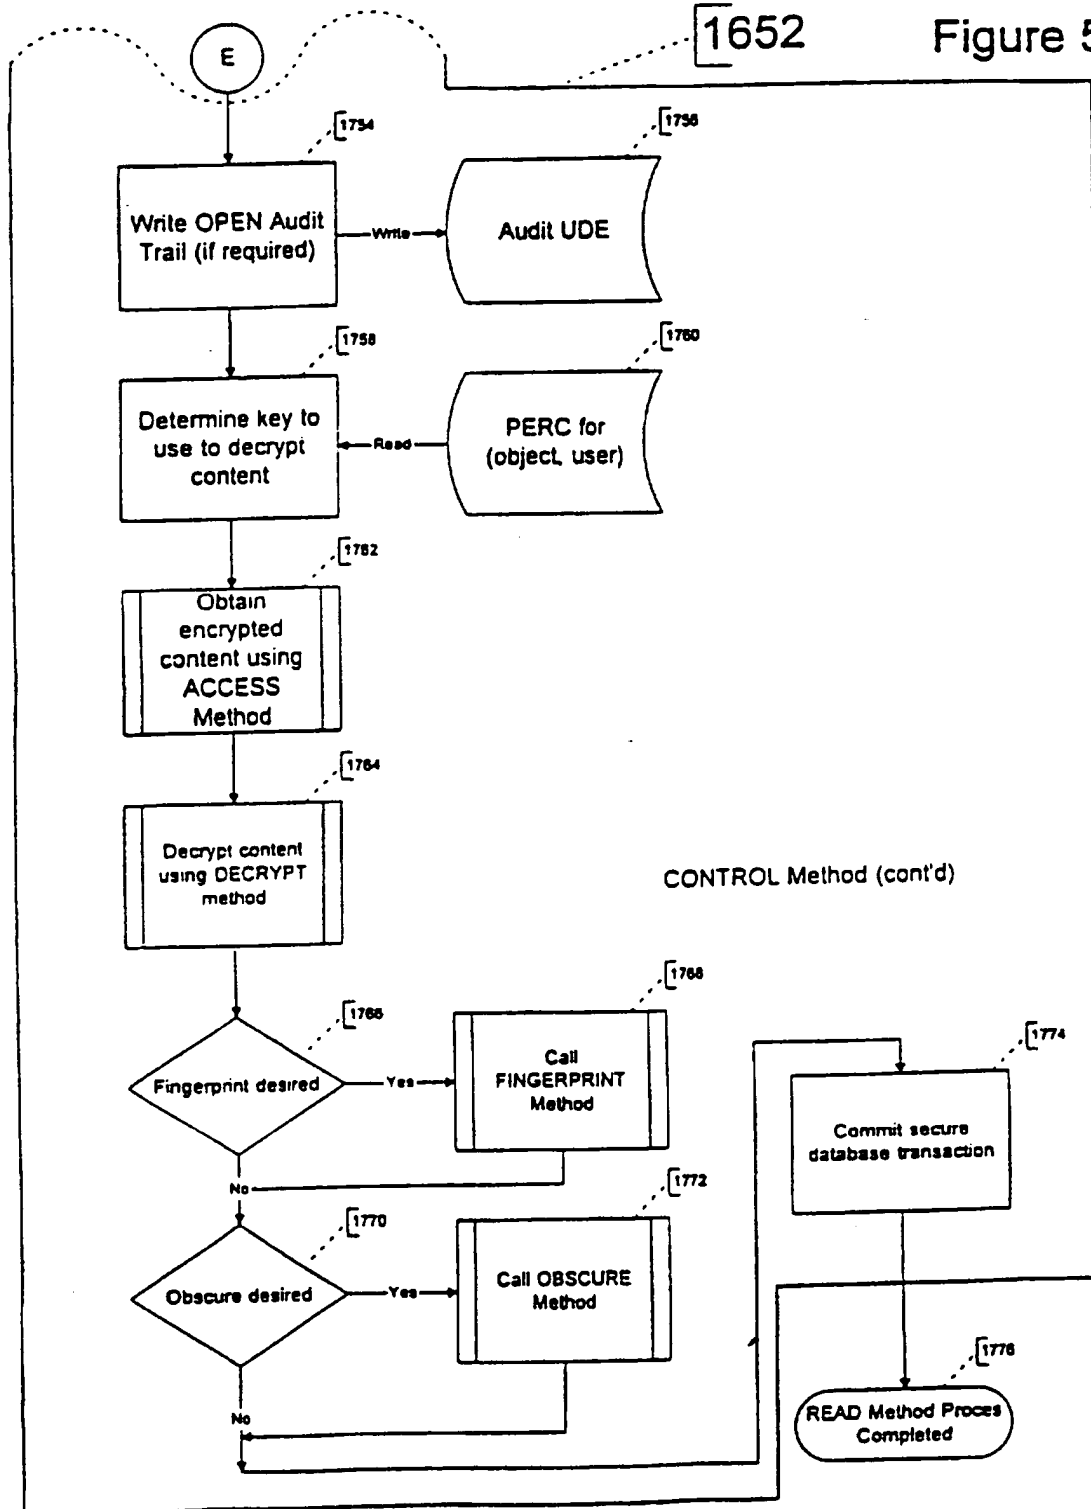 1652
Figure 5
E
1754
Write OPEN Audit
Trail (if required)
Write
1756
Audit UDE
1758
Determine key to
use to decrypt
content
Read
1760
PERC for
(object, user)
1762
Obtain
encrypted
content using
ACCESS
Method
1764
Decrypt content
using DECRYPT
method
CONTROL Method (cont'd)
1766
Fingerprint desired
Yes
1768
Call
FINGERPRINT
Method
No
1770
Obscure desired
Yes
1772
Call OBSCURE
Method
No
1774
Commit secure
database transaction
1776
READ Method Proces
Completed